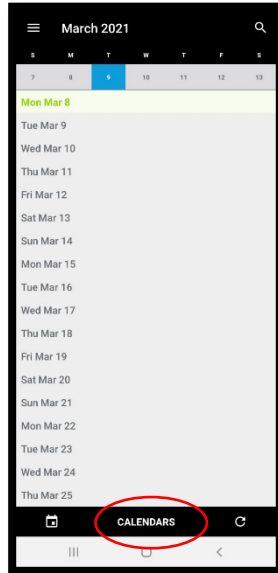 March 2021
S M T W T F S
7 8 9 10 11 12 13
Mon Mar 8
Tue Mar 9
Wed Mar 10
Thu Mar 11
Fri Mar 12
Sat Mar 13
Sun Mar 14
Mon Mar 15
Tue Mar 16
Wed Mar 17
Thu Mar 18
Fri Mar 19
Sat Mar 20
Sun Mar 21
Mon Mar 22
Tue Mar 23
Wed Mar 24
Thu Mar 25
CALENDARS